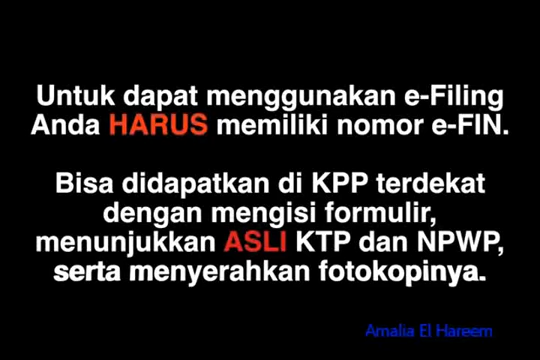 Untuk dapat menggunakan e-Filing
Anda HARUS memiliki nomor e-FIN.
Bisa didapatkan di KPP terdekat
dengan mengisi formulir,
menunjukkan ASLI KTP dan NPWP,
serta menyerahkan fotokopinya.
Amalia El Hareem